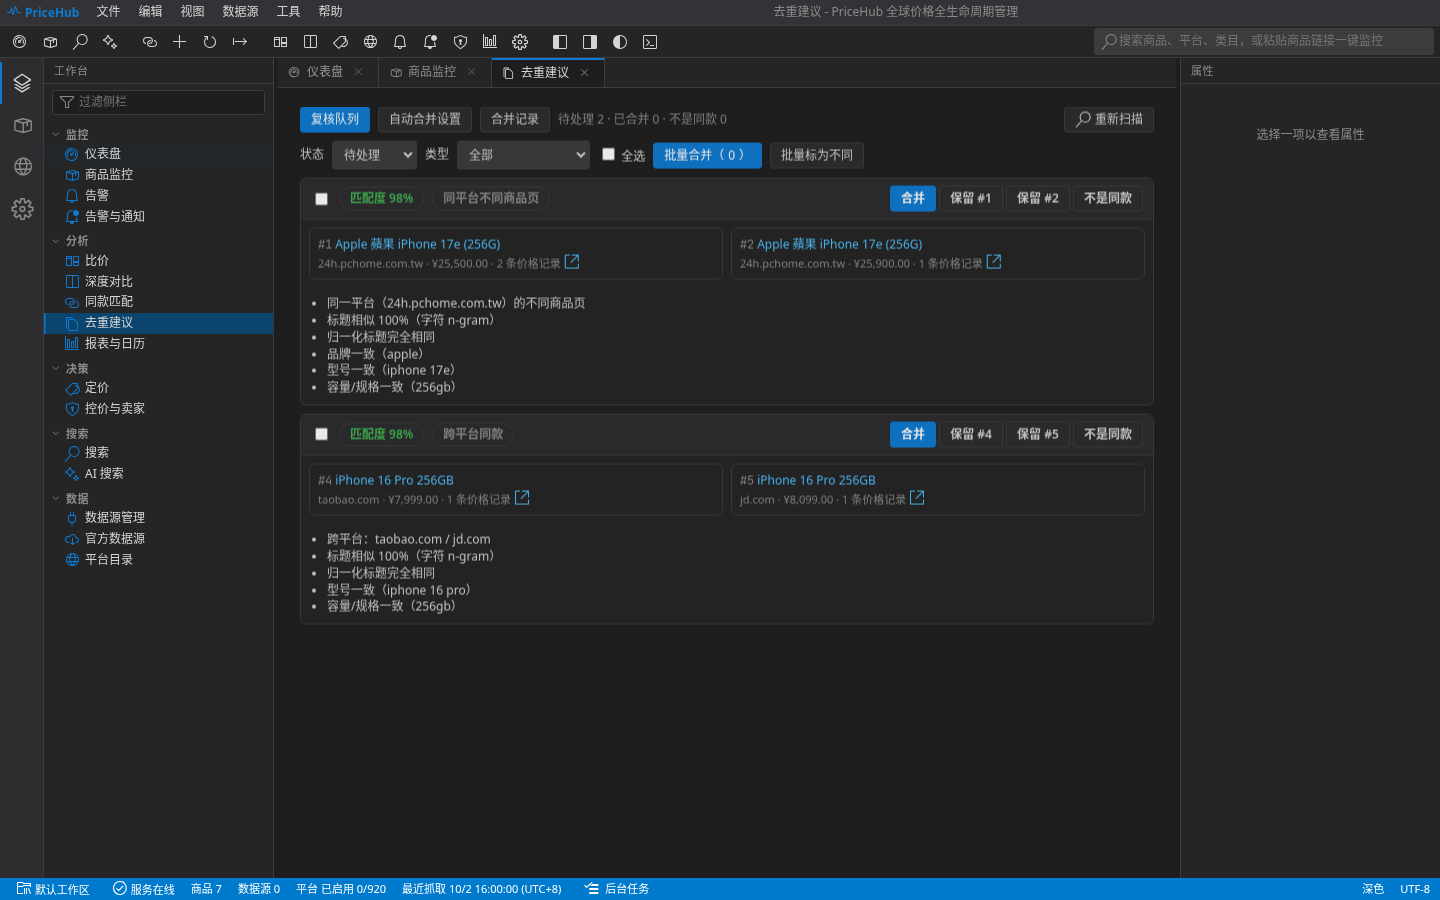 PriceHub 文件 编辑 视图 数据源 工具 帮助 去重建议 - PriceHub 全球价格全生命周期管理
搜索商品、平台、类目，或粘贴商品链接一键监控
工作台
过滤侧栏
监控
仪表盘
商品监控
告警
告警与通知
分析
比价
深度对比
同款匹配
去重建议
报表与日历
决策
定价
控价与卖家
搜索
搜索
AI 搜索
数据
数据源管理
官方数据源
平台目录
仪表盘 商品监控 去重建议
复核队列 自动合并设置 合并记录 待处理 2 · 已合并 0 · 不是同款 0 重新扫描
状态 待处理 类型 全部 全选 批量合并（ 0 ） 批量标为不同
匹配度 98% 同平台不同商品页 合并 保留 #1 保留 #2 不是同款
#1 Apple 蘋果 iPhone 17e (256G)
24h.pchome.com.tw · ¥25,500.00 · 2 条价格记录
#2 Apple 蘋果 iPhone 17e (256G)
24h.pchome.com.tw · ¥25,900.00 · 1 条价格记录
同一平台（24h.pchome.com.tw）的不同商品页
标题相似 100%（字符 n-gram）
归一化标题完全相同
品牌一致（apple）
型号一致（iphone 17e）
容量/规格一致（256gb）
匹配度 98% 跨平台同款 合并 保留 #4 保留 #5 不是同款
#4 iPhone 16 Pro 256GB
taobao.com · ¥7,999.00 · 1 条价格记录
#5 iPhone 16 Pro 256GB
jd.com · ¥8,099.00 · 1 条价格记录
跨平台：taobao.com / jd.com
标题相似 100%（字符 n-gram）
归一化标题完全相同
型号一致（iphone 16 pro）
容量/规格一致（256gb）
属性
选择一项以查看属性
默认工作区 服务在线 商品 7 数据源 0 平台 已启用 0/920 最近抓取 10/2 16:00:00 (UTC+8) 后台任务 深色 UTF-8